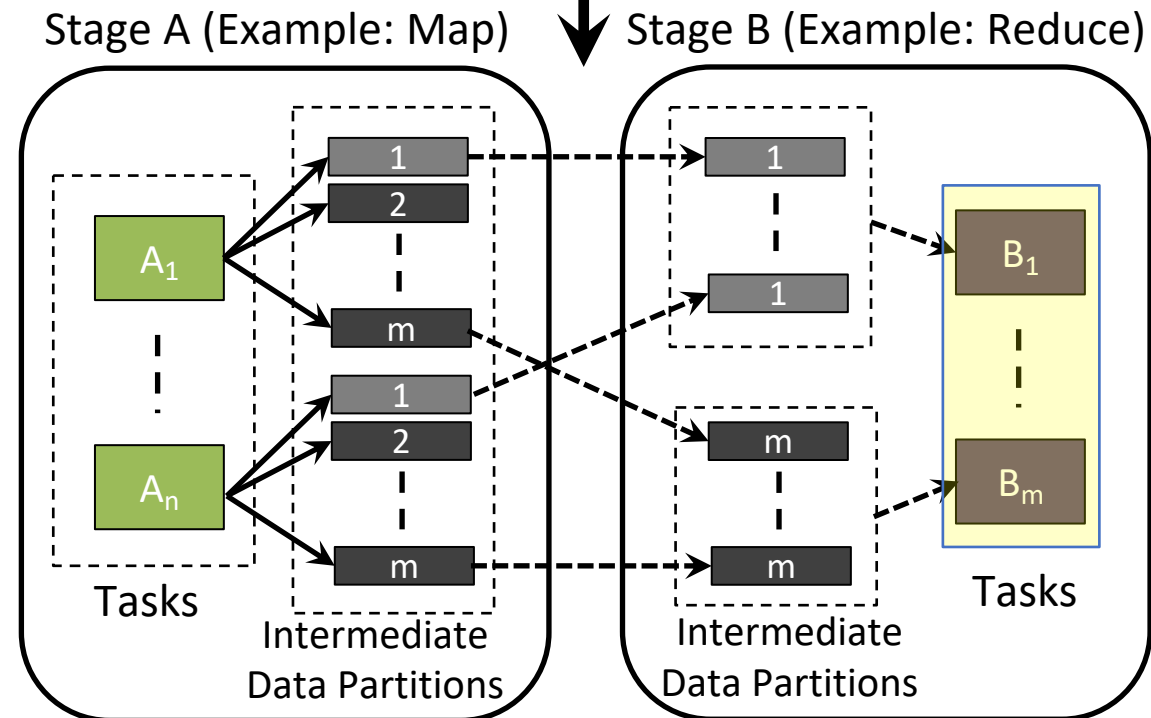 Stage A (Example: Map)
Stage B (Example: Reduce)
A1
An
Tasks
1
2
m
1
2
m
Intermediate
Data Partitions
1
1
m
m
Intermediate
Data Partitions
B1
Bm
Tasks